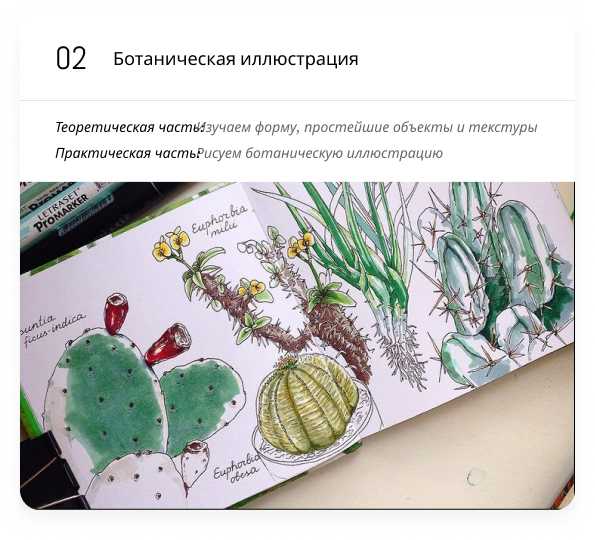 02 Ботаническая иллюстрация
Теоретическая часть: Изучаем форму, простейшие объекты и текстуры
Практическая часть: Рисуем ботаническую иллюстрацию
LETRASET
PROMARKER
Euphorbia
milii
ficus-indica
Euphorbia
obesa